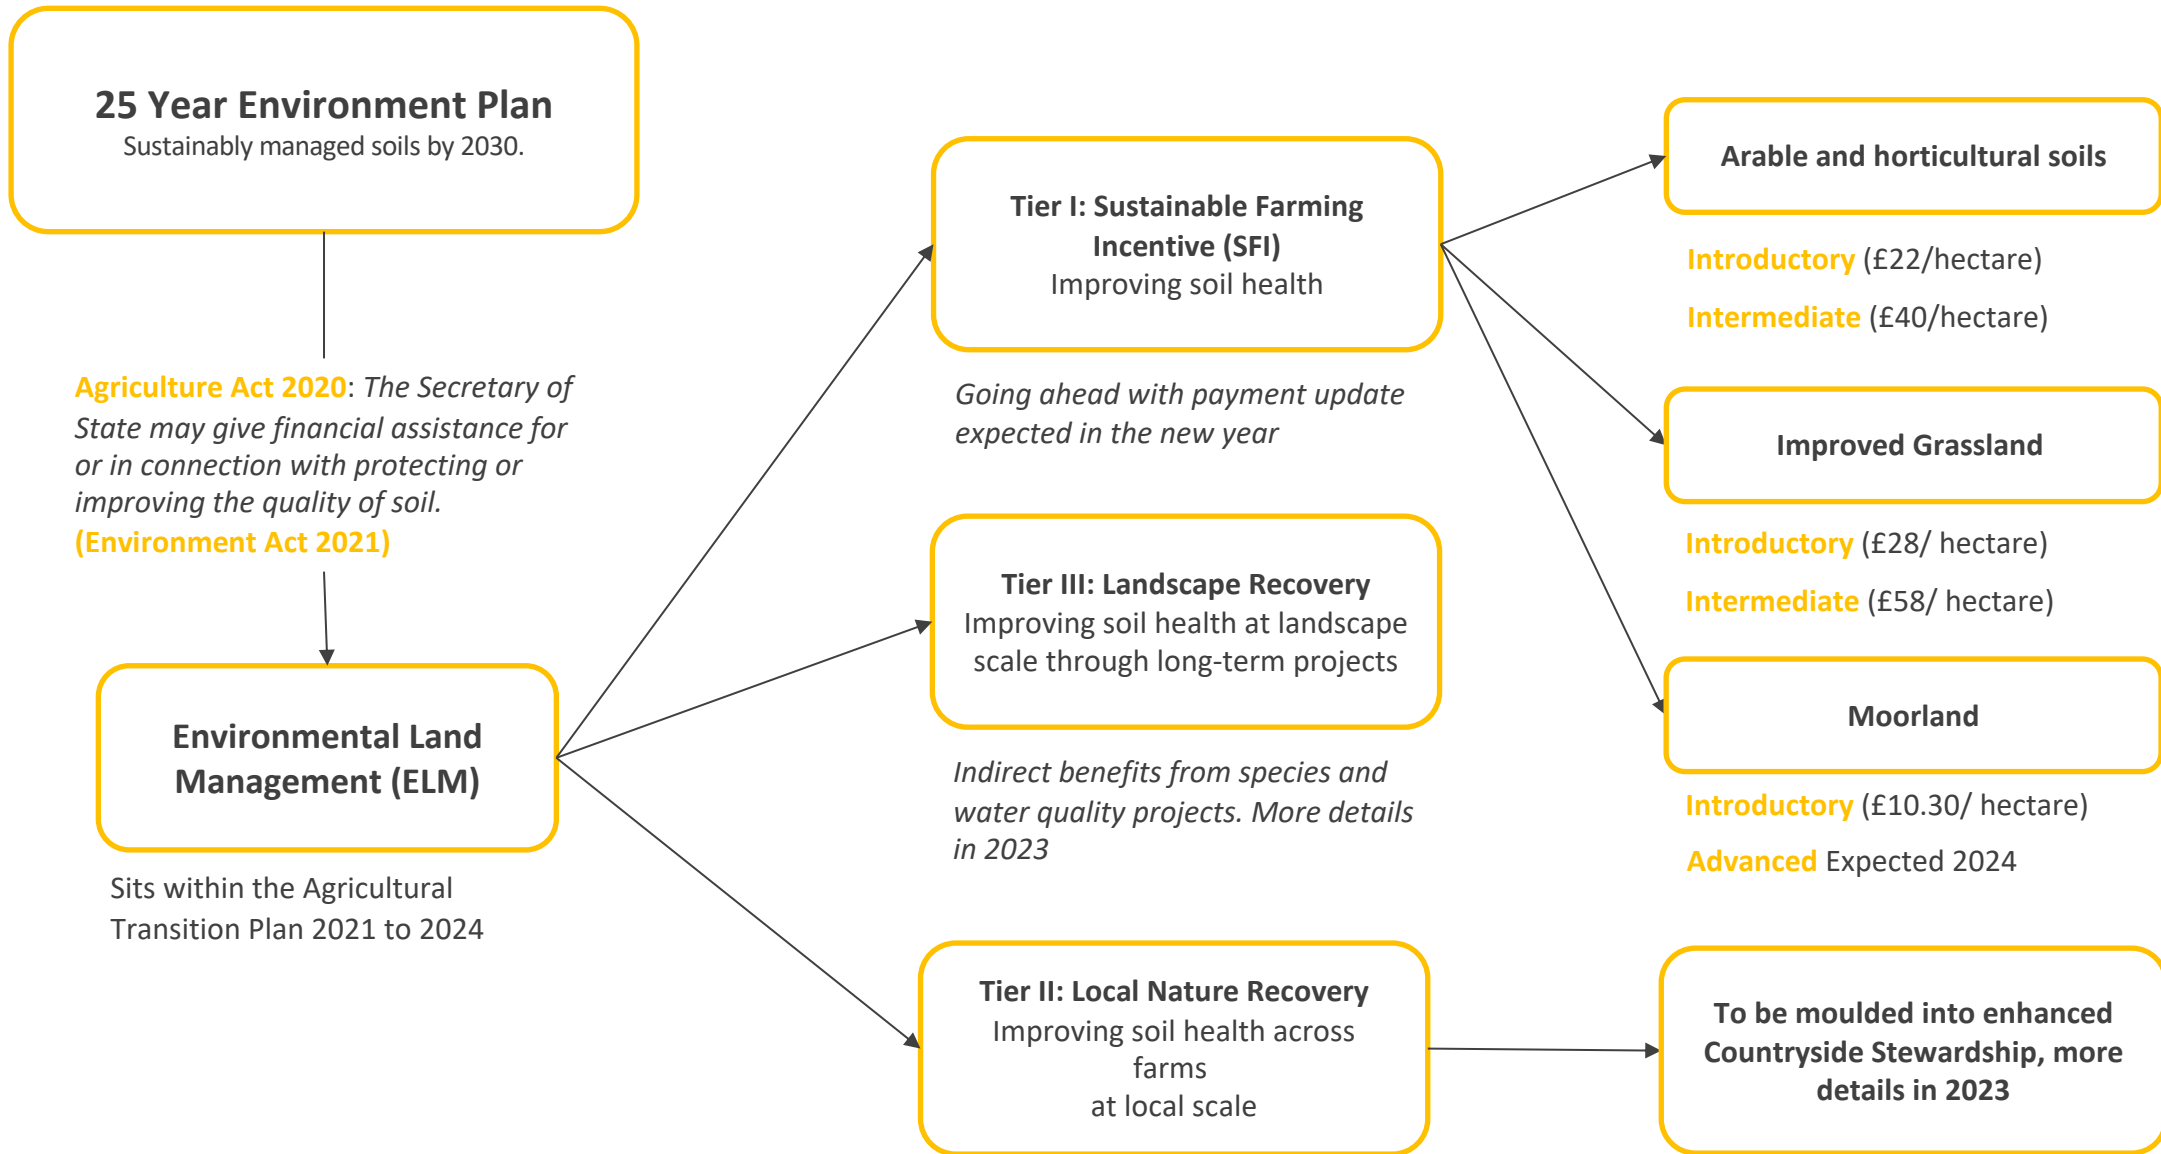 25 Year Environment Plan
Sustainably managed soils by 2030.
Agriculture Act 2020: The Secretary of
State may give financial assistance for
or in connection with protecting or
improving the quality of soil.
(Environment Act 2021)
Environmental Land
Management (ELM)
Sits within the Agricultural
Transition Plan 2021 to 2024
Tier I: Sustainable Farming
Incentive (SFI)
Improving soil health
Going ahead with payment update
expected in the new year
Tier III: Landscape Recovery
Improving soil health at landscape
scale through long-term projects
Indirect benefits from species and
water quality projects. More details
in 2023
Tier II: Local Nature Recovery
Improving soil health across
farms
at local scale
Arable and horticultural soils
Introductory (£22/hectare)
Intermediate (£40/hectare)
Improved Grassland
Introductory (£28/ hectare)
Intermediate (£58/ hectare)
Moorland
Introductory (£10.30/ hectare)
Advanced Expected 2024
To be moulded into enhanced
Countryside Stewardship, more
details in 2023